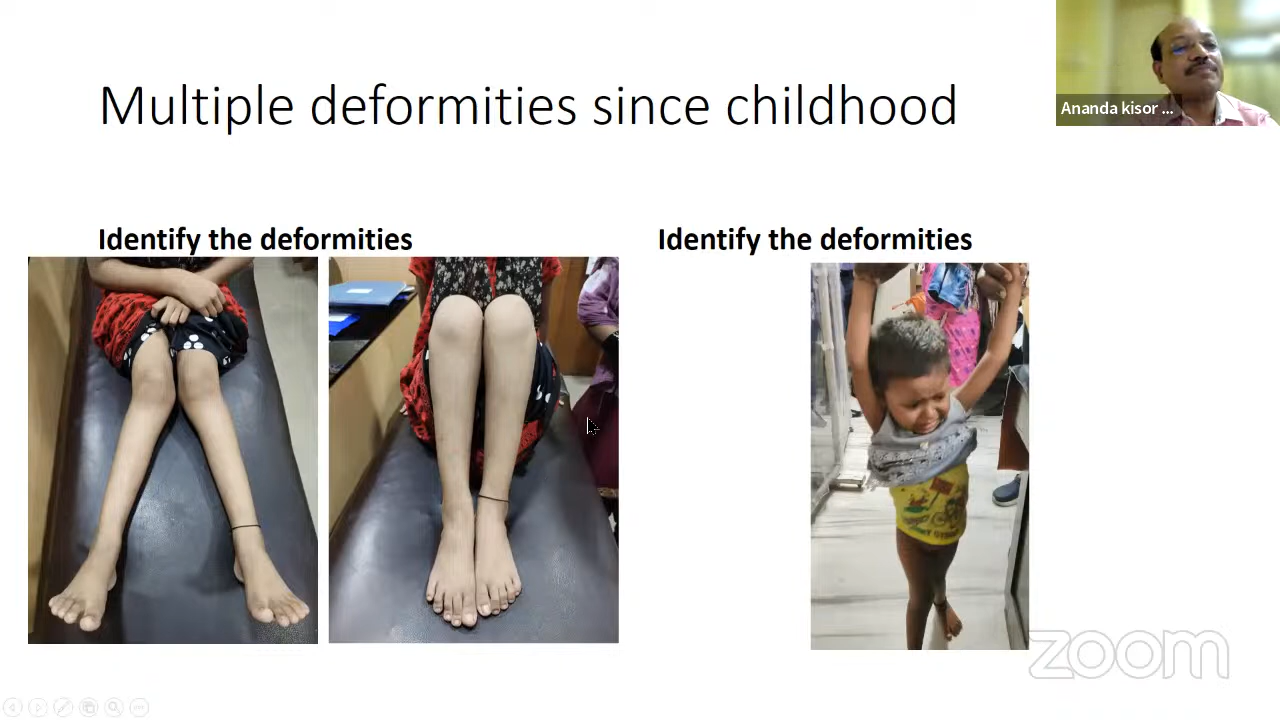 Multiple deformities since childhood
Ananda kisor ...
Identify the deformities
Identify the deformities
zoom